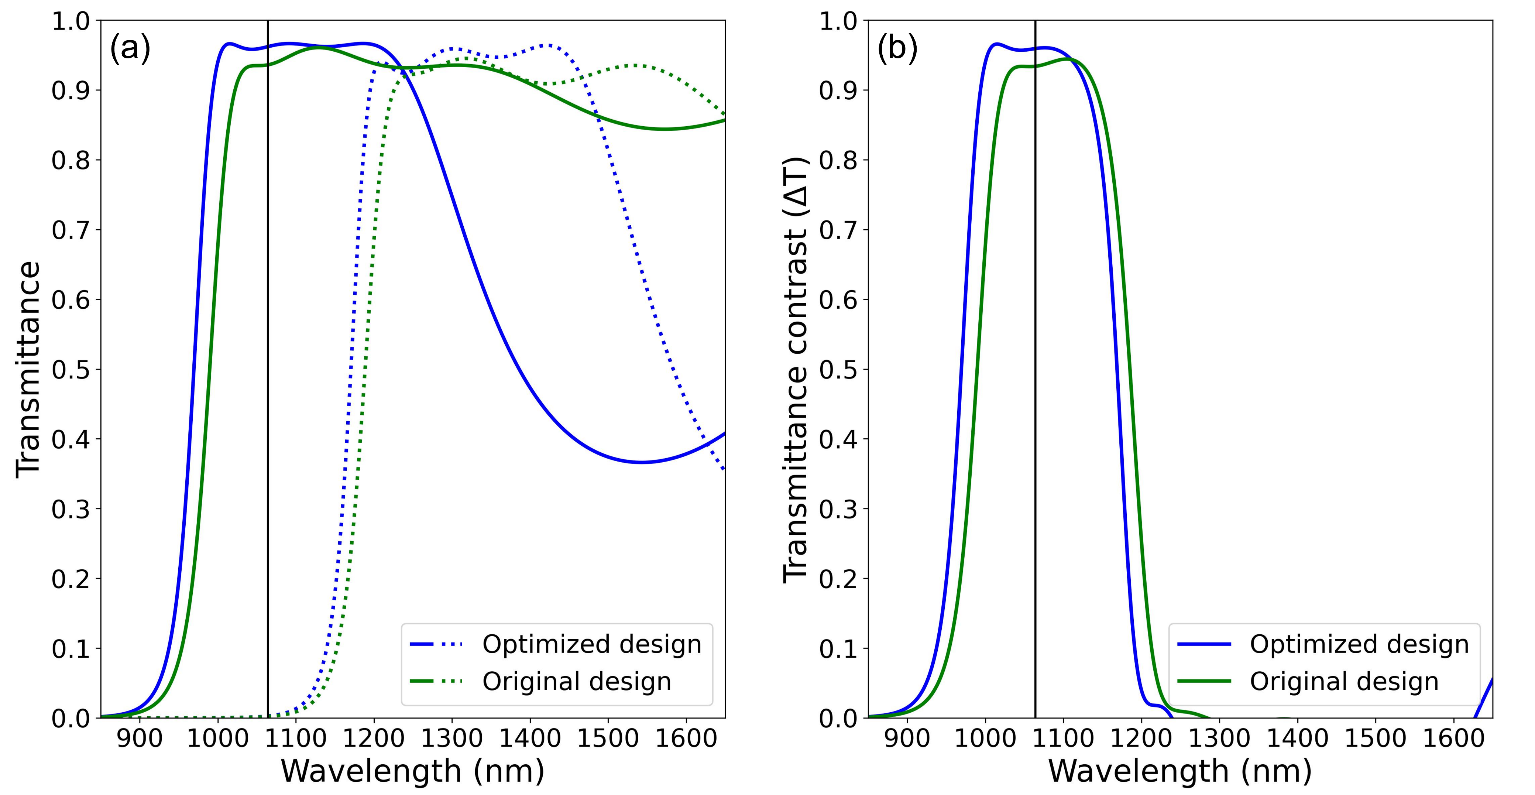 (a)
Transmittance
1.0
0.9
0.8
0.7
0.6
0.5
0.4
0.3
0.2
0.1
0.0
900 1000 1100 1200 1300 1400 1500 1600
Wavelength (nm)
Optimized design
Original design
(b)
Transmittance contrast (ΔT)
1.0
0.9
0.8
0.7
0.6
0.5
0.4
0.3
0.2
0.1
0.0
900 1000 1100 1200 1300 1400 1500 1600
Wavelength (nm)
Optimized design
Original design